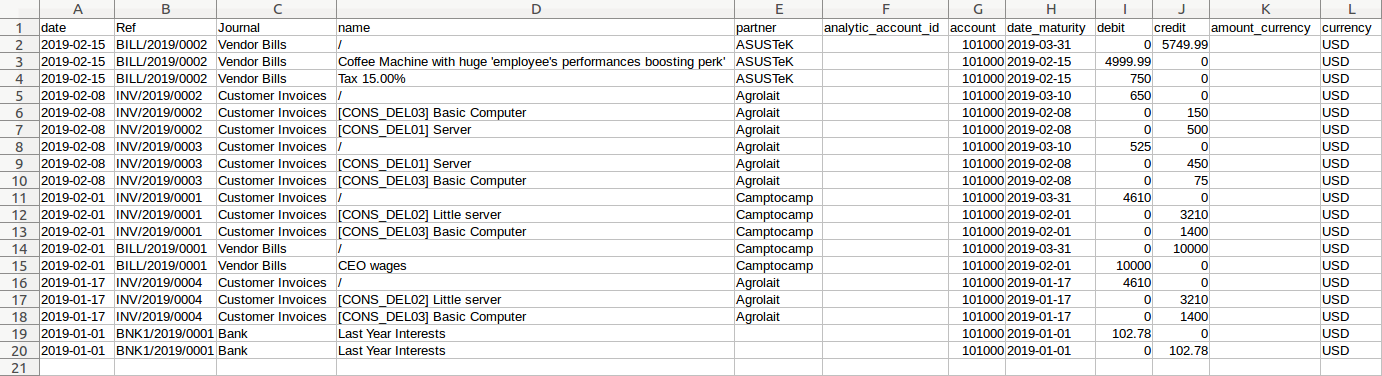 A B C D E F G H I J K L
1 date Ref Journal name partner analytic_account_id account date_maturity debit credit amount_currency currency
2 2019-02-15 BILL/2019/0002 Vendor Bills / ASUSTeK 101000 2019-03-31 0 5749.99 USD
3 2019-02-15 BILL/2019/0002 Vendor Bills Coffee Machine with huge 'employee's performances boosting perk' ASUSTeK 101000 2019-02-15 4999.99 0 USD
4 2019-02-15 BILL/2019/0002 Vendor Bills Tax 15.00% ASUSTeK 101000 2019-02-15 750 0 USD
5 2019-02-08 INV/2019/0002 Customer Invoices / Agrolait 101000 2019-03-10 650 0 USD
6 2019-02-08 INV/2019/0002 Customer Invoices [CONS_DEL03] Basic Computer Agrolait 101000 2019-02-08 0 150 USD
7 2019-02-08 INV/2019/0002 Customer Invoices [CONS_DEL01] Server Agrolait 101000 2019-02-08 0 500 USD
8 2019-02-08 INV/2019/0003 Customer Invoices / Agrolait 101000 2019-03-10 525 0 USD
9 2019-02-08 INV/2019/0003 Customer Invoices [CONS_DEL01] Server Agrolait 101000 2019-02-08 0 450 USD
10 2019-02-08 INV/2019/0003 Customer Invoices [CONS_DEL03] Basic Computer Agrolait 101000 2019-02-08 0 75 USD
11 2019-02-01 INV/2019/0001 Customer Invoices / Camptocamp 101000 2019-03-31 4610 0 USD
12 2019-02-01 INV/2019/0001 Customer Invoices [CONS_DEL02] Little server Camptocamp 101000 2019-02-01 0 3210 USD
13 2019-02-01 INV/2019/0001 Customer Invoices [CONS_DEL03] Basic Computer Camptocamp 101000 2019-02-01 0 1400 USD
14 2019-02-01 BILL/2019/0001 Vendor Bills / Camptocamp 101000 2019-03-31 0 10000 USD
15 2019-02-01 BILL/2019/0001 Vendor Bills CEO wages Camptocamp 101000 2019-02-01 10000 0 USD
16 2019-01-17 INV/2019/0004 Customer Invoices / Agrolait 101000 2019-01-17 4610 0 USD
17 2019-01-17 INV/2019/0004 Customer Invoices [CONS_DEL02] Little server Agrolait 101000 2019-01-17 0 3210 USD
18 2019-01-17 INV/2019/0004 Customer Invoices [CONS_DEL03] Basic Computer Agrolait 101000 2019-01-17 0 1400 USD
19 2019-01-01 BNK1/2019/0001 Bank Last Year Interests 101000 2019-01-01 102.78 0 USD
20 2019-01-01 BNK1/2019/0001 Bank Last Year Interests 101000 2019-01-01 0 102.78 USD
21